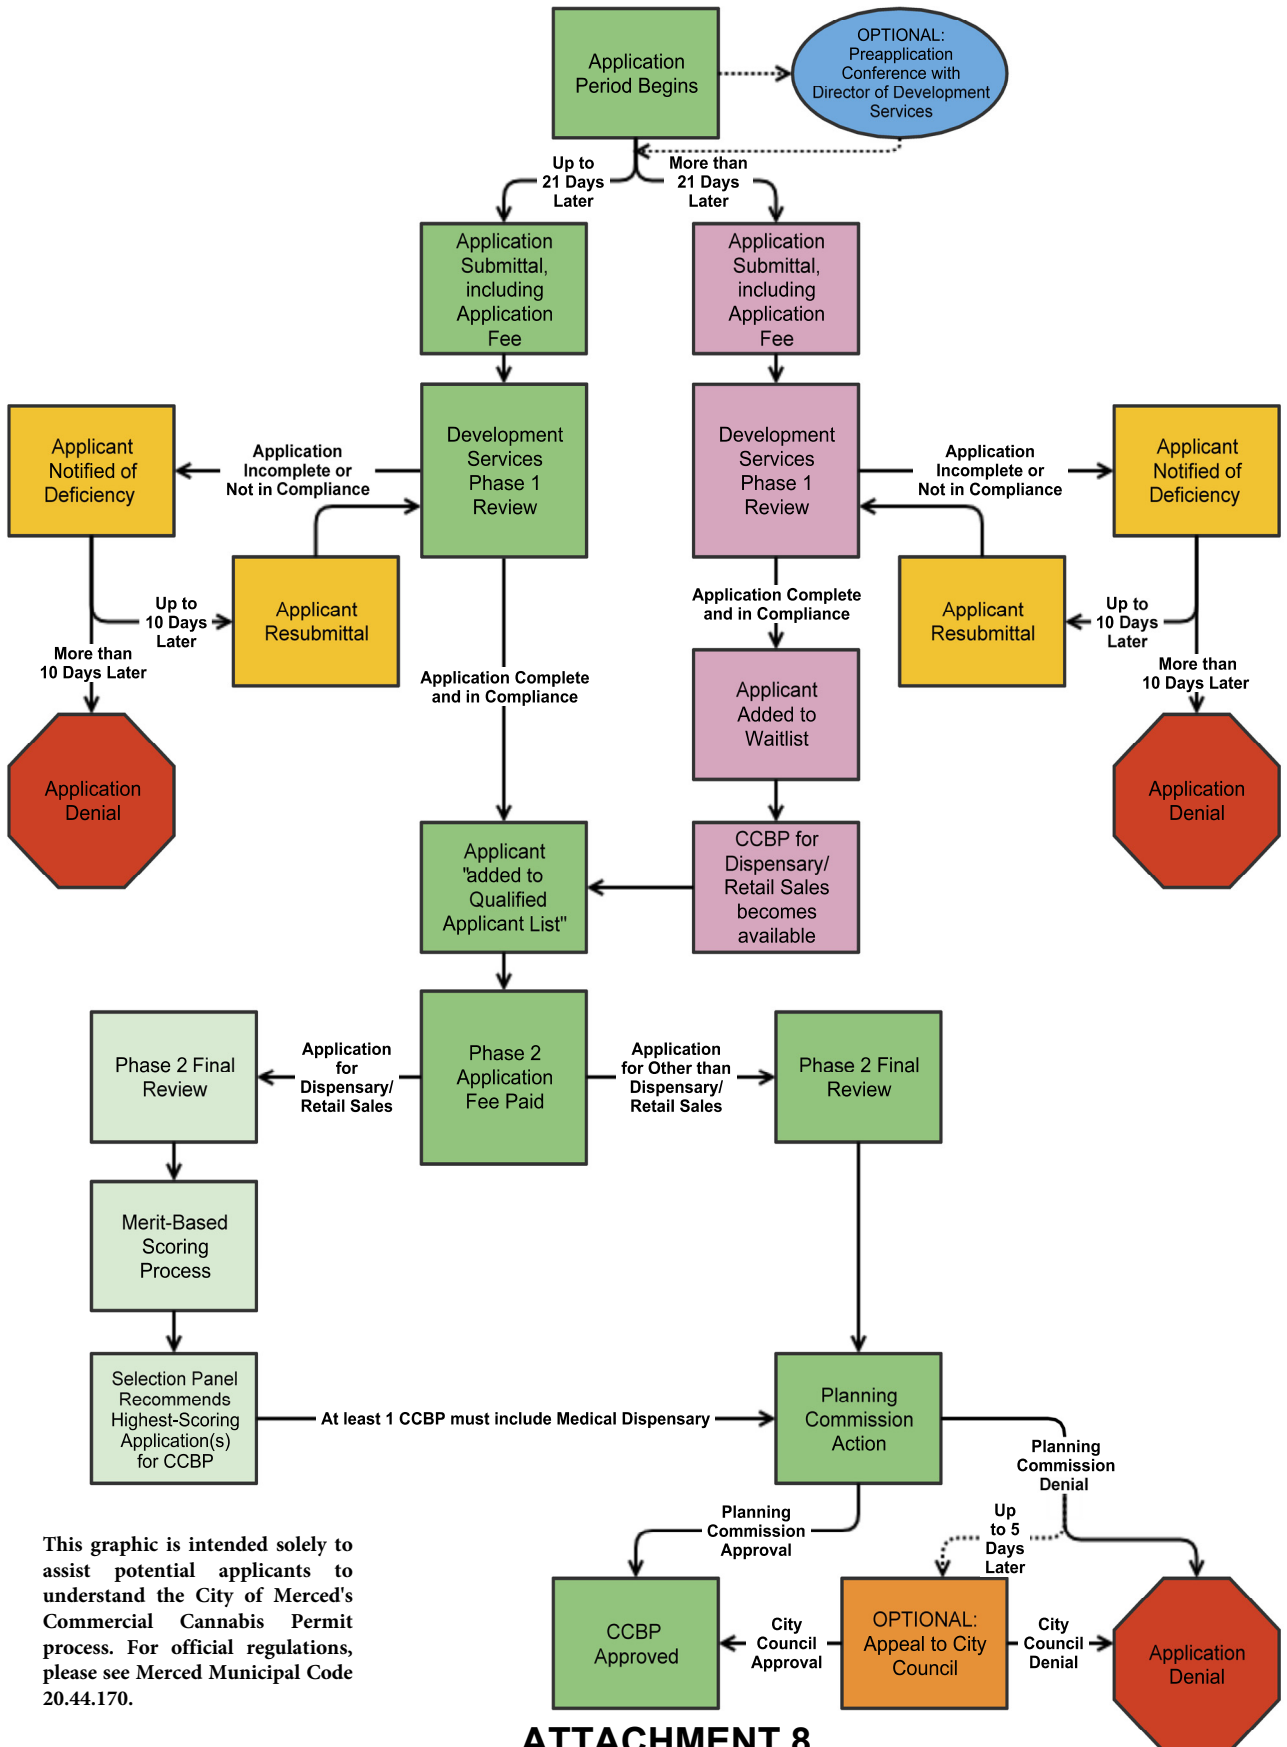 Application
Period Begins
OPTIONAL:
Preapplication
Conference with
Director of Development
Services
Up to
21 Days
Later
More than
21 Days
Later
Application
Submittal,
including
Application
Fee
Application
Submittal,
including
Application
Fee
Applicant
Notified of
Deficiency
Application
Incomplete or
Not in Compliance
Development
Services
Phase 1
Review
Development
Services
Phase 1
Review
Application
Incomplete or
Not in Compliance
Applicant
Notified of
Deficiency
Up to
10 Days
Later
Applicant
Resubmittal
More than
10 Days Later
Application Complete
and in Compliance
Application Complete
and in Compliance
Applicant
Resubmittal
Up to
10 Days
Later
More than
10 Days Later
Applicant
Added to
Waitlist
Application
Denial
Application
Denial
Applicant
"added to
Qualified
Applicant List"
CCBP for
Dispensary/
Retail Sales
becomes
available
Phase 2 Final
Review
Application
for
Dispensary/
Retail Sales
Phase 2
Application
Fee Paid
Application
for Other than
Dispensary/
Retail Sales
Phase 2 Final
Review
Merit-Based
Scoring
Process
Selection Panel
Recommends
Highest-Scoring
Application(s)
for CCBP
At least 1 CCBP must include Medical Dispensary
Planning
Commission
Action
Planning
Commission
Denial
Planning
Commission
Approval
Up
to 5
Days
Later
CCBP
Approved
City
Council
Approval
OPTIONAL:
Appeal to City
Council
City
Council
Denial
Application
Denial
This graphic is intended solely to
assist potential applicants to
understand the City of Merced's
Commercial Cannabis Permit
process. For official regulations,
please see Merced Municipal Code
20.44.170.
ATTACHMENT 8